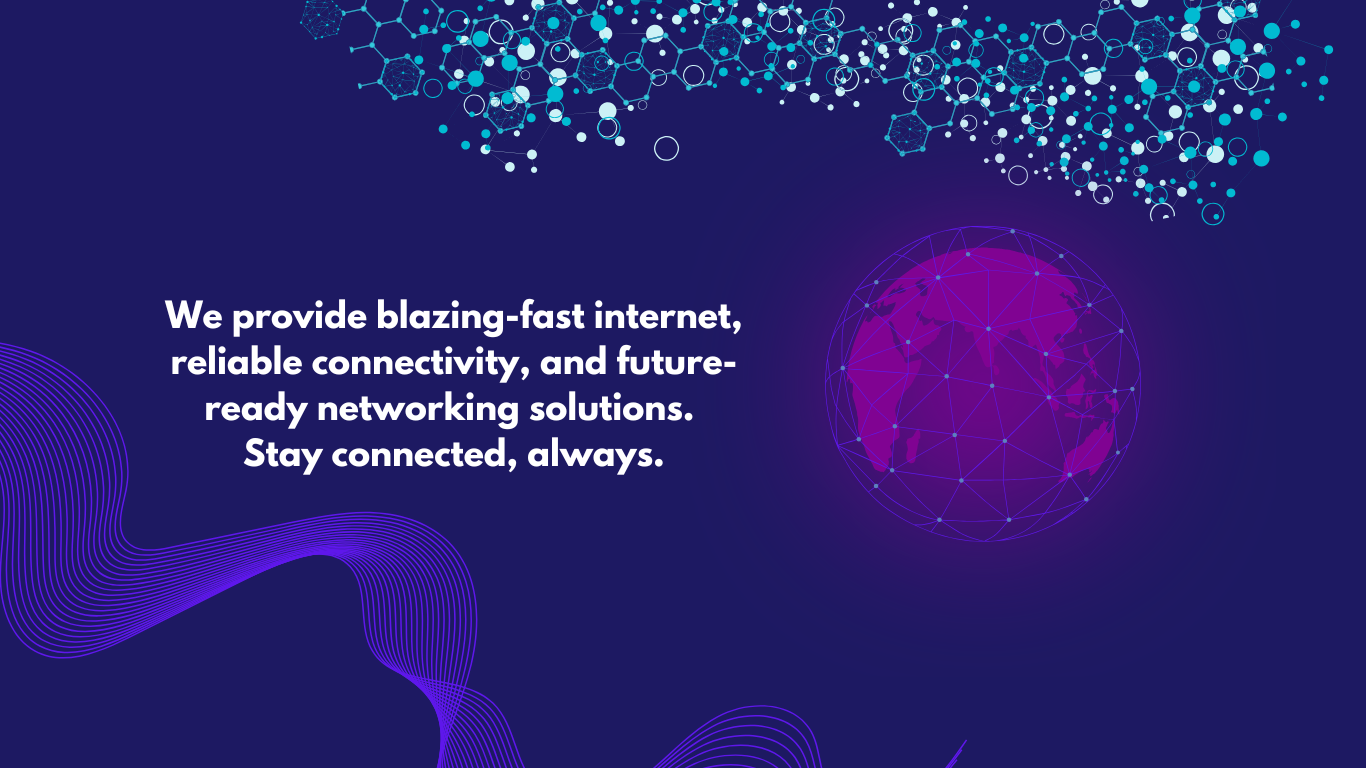 We provide blazing-fast internet,
reliable connectivity, and future-
ready networking solutions.
Stay connected, always.